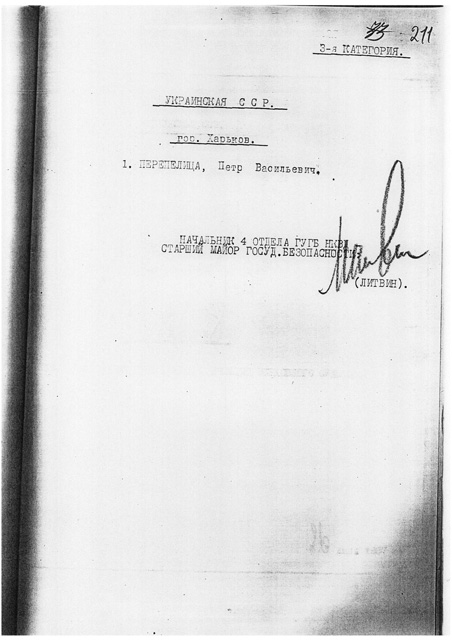 73 211
3-я КАТЕГОРИЯ.
УКРАИНСКАЯ С С Р.
гор. Харьков.
1. ПЕРЕПЕЛИЦА, Петр Васильевич.
НАЧАЛЬНИК 4 ОТДЕЛА ГУГБ НКВД
СТАРШИЙ МАЙОР ГОСУД.БЕЗОПАСНОСТИ:
(ЛИТВИН).